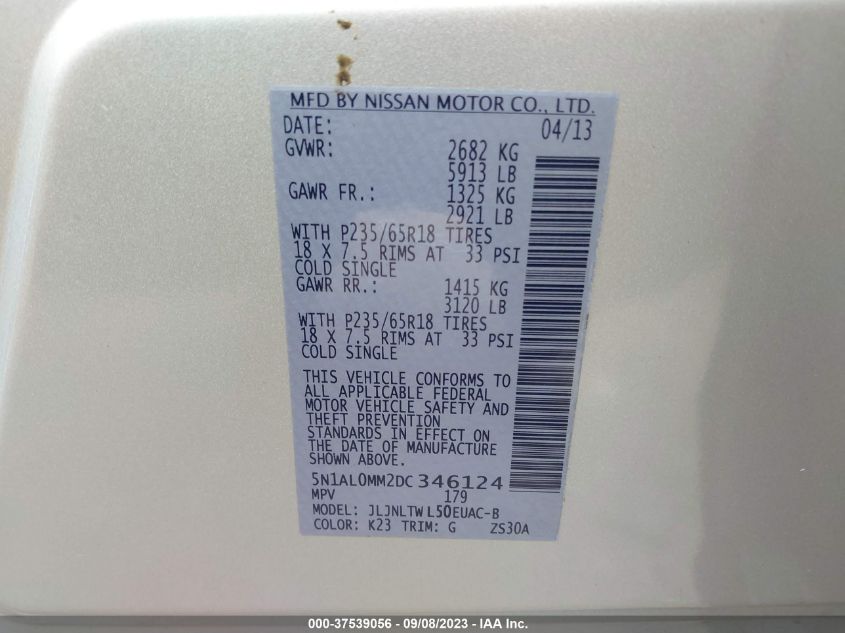 MFD BY NISSAN MOTOR CO., LTD.
DATE: 04/13
GVWR: 2682 KG
5913 LB
GAWR FR.: 1325 KG
2921 LB
WITH P235/65R18 TIRES
18 X 7.5 RIMS AT 33 PSI
COLD SINGLE
GAWR RR.: 1415 KG
3120 LB
WITH P235/65R18 TIRES
18 X 7.5 RIMS AT 33 PSI
COLD SINGLE
THIS VEHICLE CONFORMS TO
ALL APPLICABLE FEDERAL
MOTOR VEHICLE SAFETY AND
THEFT PREVENTION
STANDARDS IN EFFECT ON
THE DATE OF MANUFACTURE
SHOWN ABOVE.
5N1AL0MM2DC346124
MPV 179
MODEL: JLJNLTWL50EUAC-B
COLOR: K23 TRIM: G ZS30A
000-37539056 - 09/08/2023 - IAA Inc.